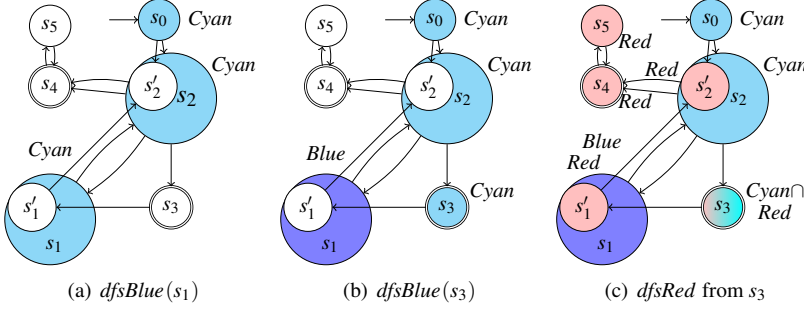 s5
s0
Cyan
Cyan
s4
s′2
s2
Cyan
s′1
s1
s3
(a) dfsBlue(s1)
s5
s0
Cyan
Cyan
s4
s′2
s2
Blue
s′1
s1
s3
Cyan
(b) dfsBlue(s3)
s5
s0
Cyan
Red
Red
Cyan
s4
Red
s′2
s2
Blue
Red
s′1
s1
s3
Cyan∩
Red
(c) dfsRed from s3